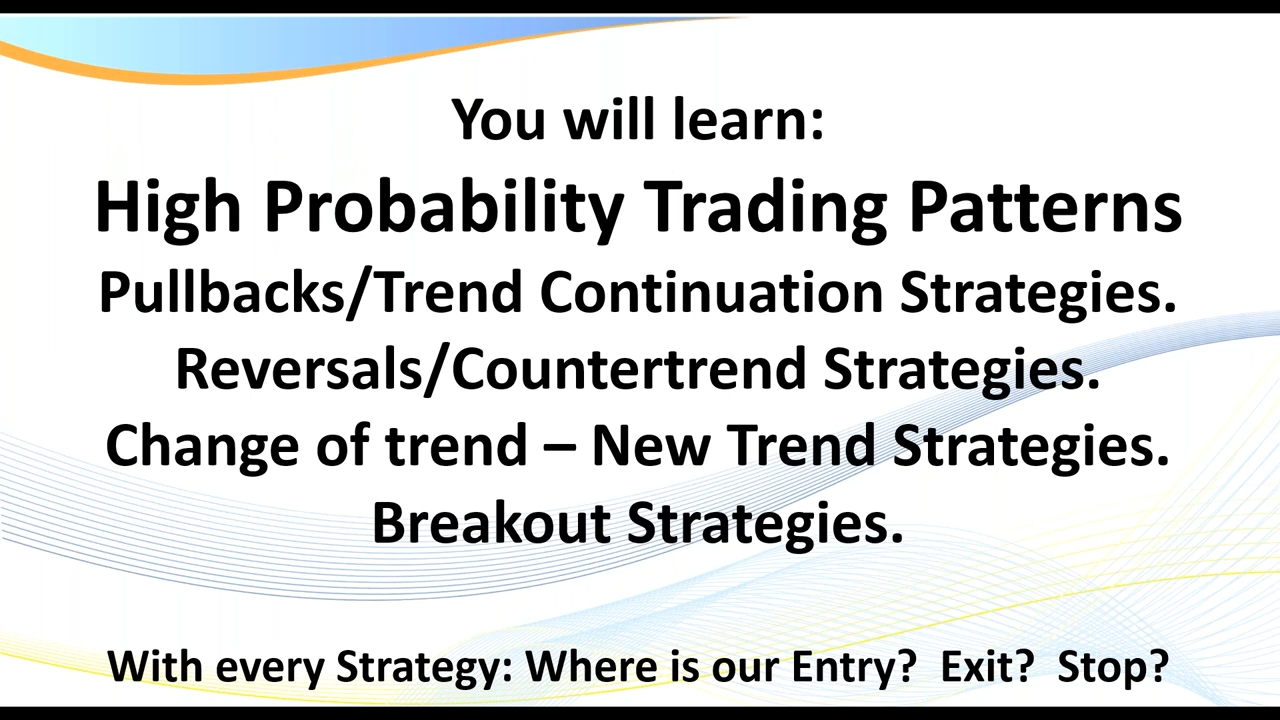 You will learn:
High Probability Trading Patterns
Pullbacks/Trend Continuation Strategies.
Reversals/Countertrend Strategies.
Change of trend – New Trend Strategies.
Breakout Strategies.
With every Strategy: Where is our Entry?  Exit?  Stop?